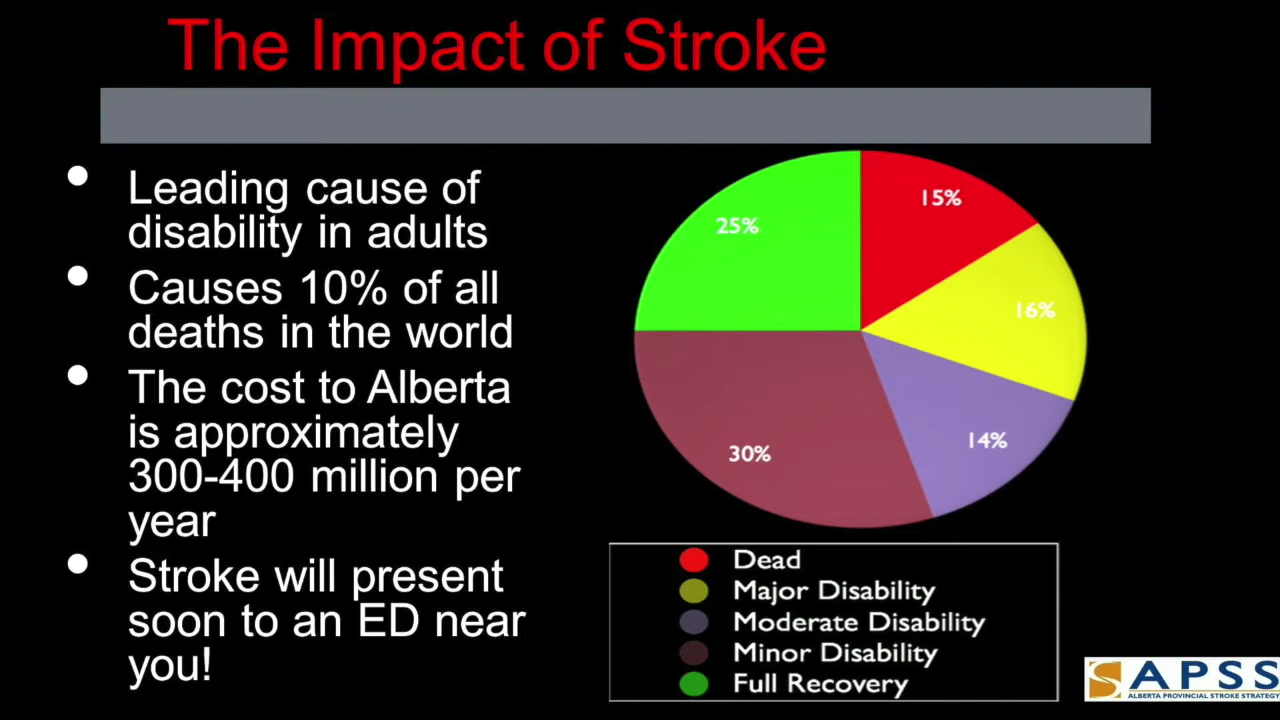 The Impact of Stroke
• Leading cause of
disability in adults
• Causes 10% of all
deaths in the world
• The cost to Alberta
is approximately
300-400 million per
year
• Stroke will present
soon to an ED near
you!
15%
25%
16%
14%
30%
Dead
Major Disability
Moderate Disability
Minor Disability
Full Recovery
APSS
ALBERTA PROVINCIAL STROKE STRATEGY